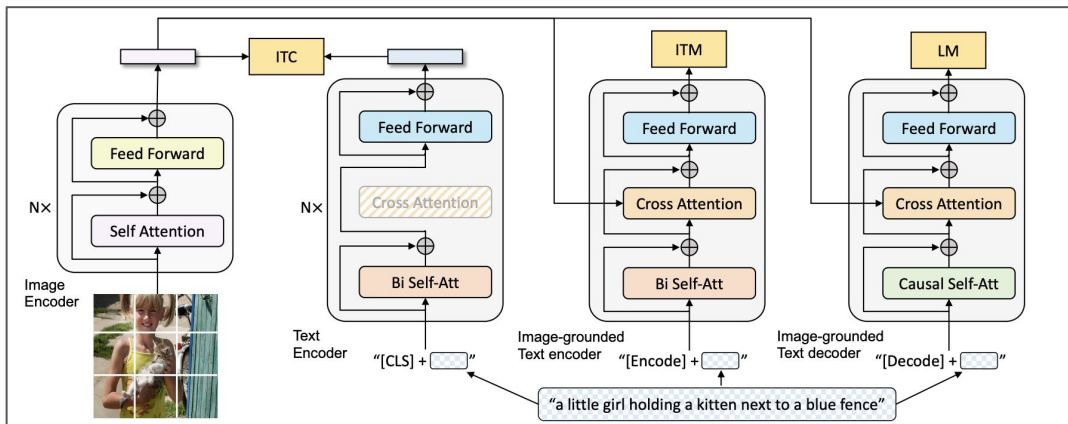 ITC
ITM
LM
Feed Forward
Self Attention
N×
Image
Encoder
Feed Forward
Cross Attention
Bi Self-Att
N×
Text
Encoder
"[CLS] + "
Feed Forward
Cross Attention
Bi Self-Att
Image-grounded
Text encoder
"[Encode] + "
Feed Forward
Cross Attention
Causal Self-Att
Image-grounded
Text decoder
"[Decode] + "
"a little girl holding a kitten next to a blue fence"